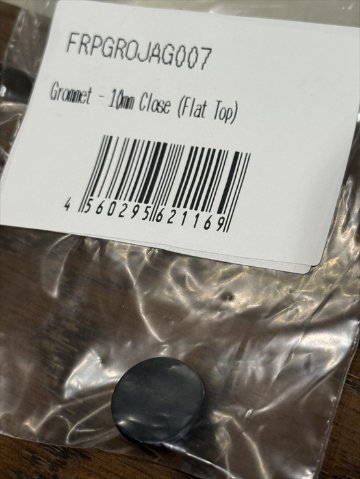 FRPGROJAG007
Grommet - 10mm Close (Flat Top)
4 560295 621169